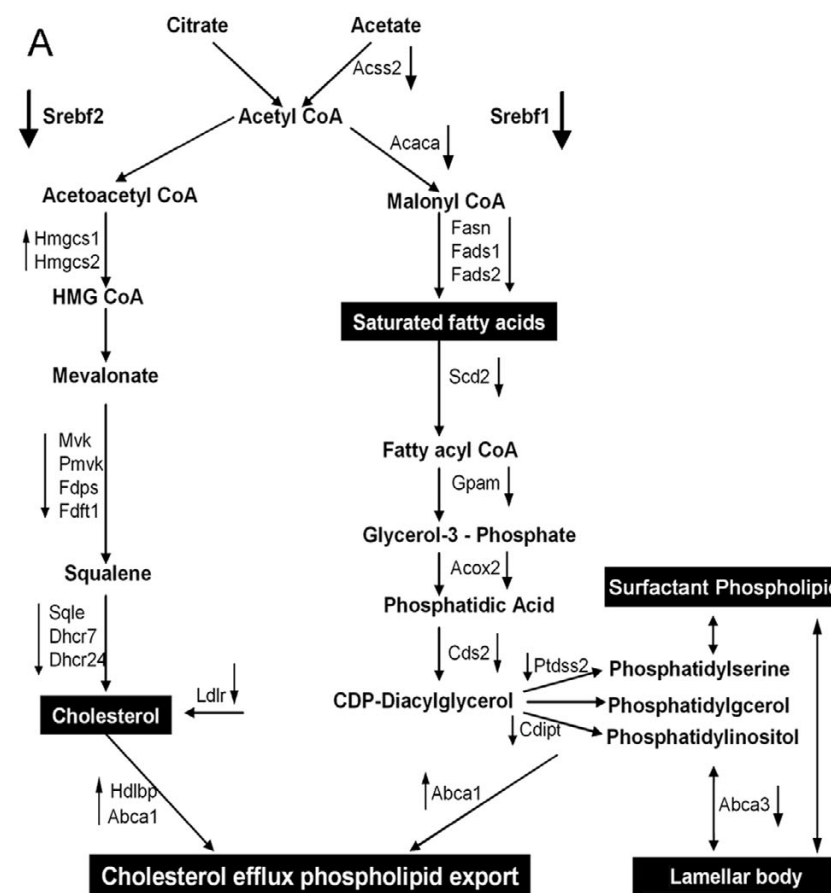 A
Citrate
Acetate
Acss2
Srebf2
Acetyl CoA
Srebf1
Acaca
Acetoacetyl CoA
Malonyl CoA
Hmgcs1
Hmgcs2
Fasn
Fads1
Fads2
HMG CoA
Saturated fatty acids
Mevalonate
Scd2
Mvk
Pmvk
Fdps
Fdft1
Fatty acyl CoA
Gpam
Glycerol-3 - Phosphate
Acox2
Squalene
Surfactant Phospholipid
Phosphatidic Acid
Sqle
Dhcr7
Dhcr24
Cds2
Ptdss2
Phosphatidylserine
Ldlr
CDP-Diacylglycerol
Phosphatidylgcerol
Cholesterol
Cdipt
Phosphatidylinositol
Hdlbp
Abca1
Abca1
Abca3
Cholesterol efflux phospholipid export
Lamellar body